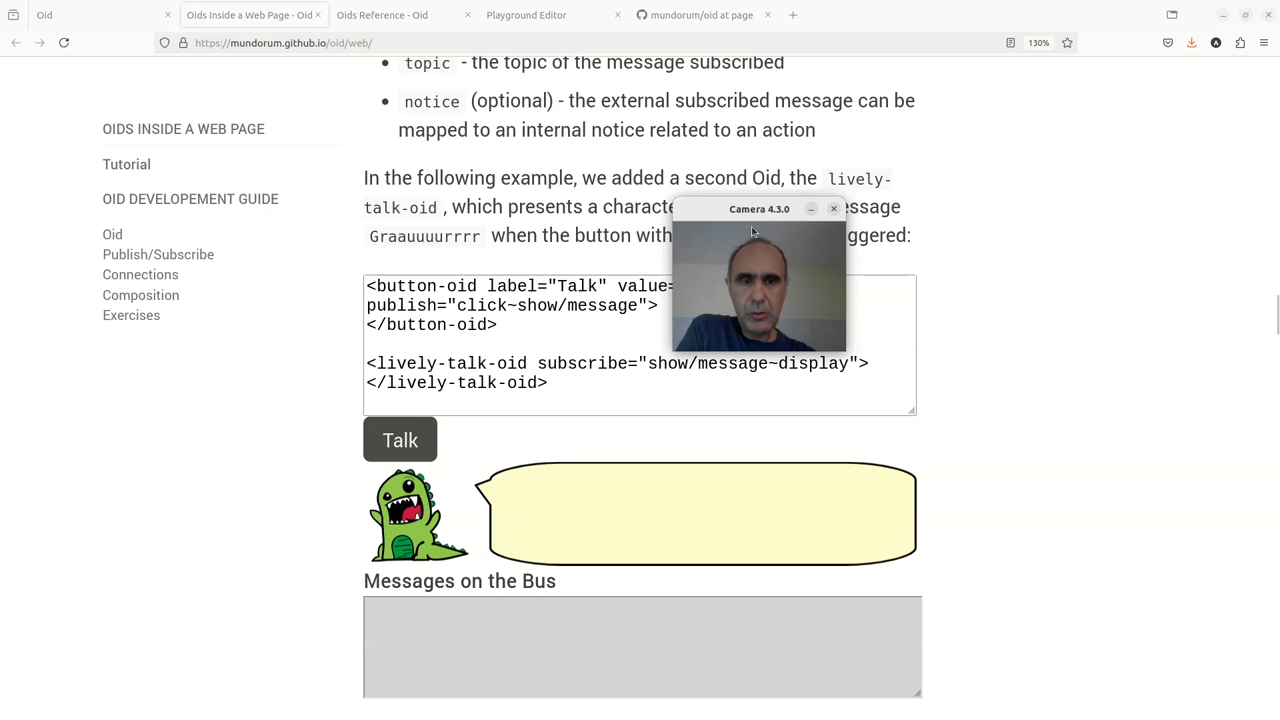 Oid
Oids Inside a Web Page - Oid
Oids Reference - Oid
Playground Editor
mundorum/oid at page
https://mundorum.github.io/oid/web/
130%
topic - the topic of the message subscribed
notice (optional) - the external subscribed message can be
mapped to an internal notice related to an action
OIDS INSIDE A WEB PAGE
Tutorial
OID DEVELOPEMENT GUIDE
Oid
Publish/Subscribe
Connections
Composition
Exercises
In the following example, we added a second Oid, the lively-
talk-oid , which presents a characte
essage
Graauuuurrrr when the button with
ggered:
Camera 4.3.0
<button-oid label="Talk" value=
publish="click~show/message">
</button-oid>
<lively-talk-oid subscribe="show/message~display">
</lively-talk-oid>
Talk
Messages on the Bus